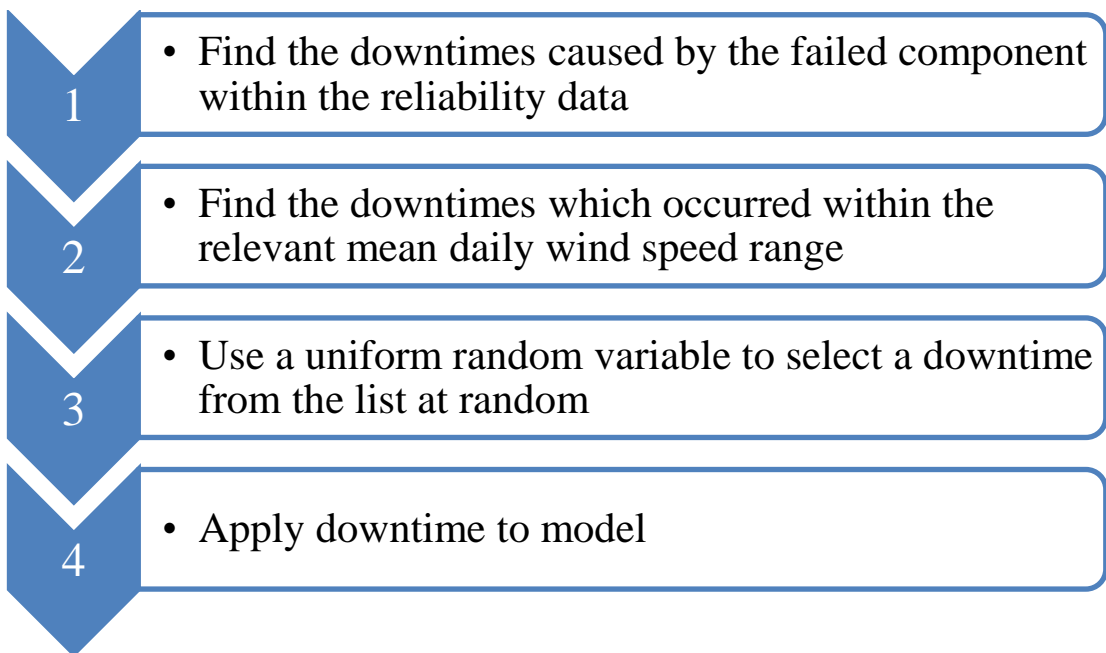 1
• Find the downtimes caused by the failed component
within the reliability data
2
• Find the downtimes which occurred within the
relevant mean daily wind speed range
3
• Use a uniform random variable to select a downtime
from the list at random
4
• Apply downtime to model